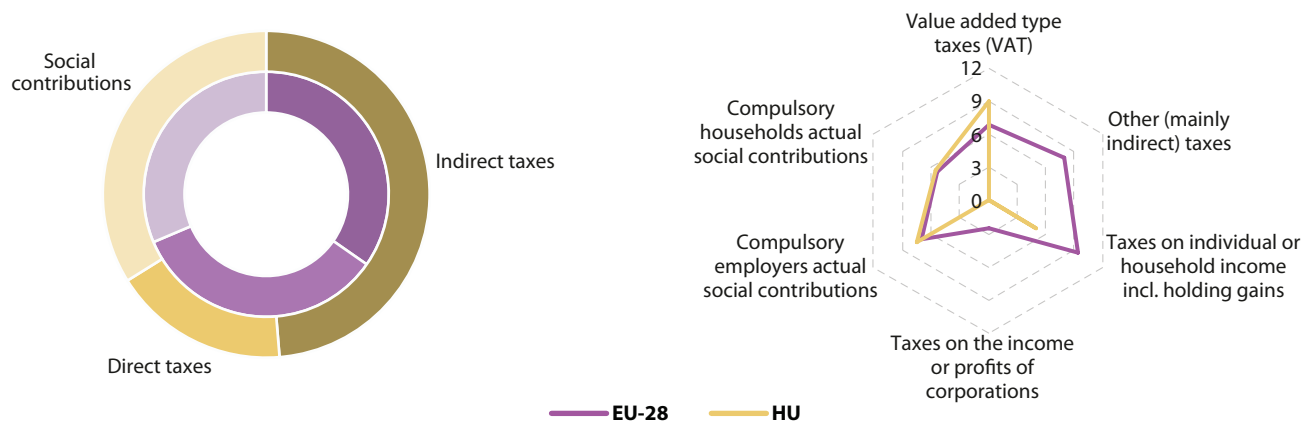 Social
contributions
Indirect taxes
Direct taxes
Value added type
taxes (VAT)
12
9
6
3
0
Other (mainly
indirect) taxes
Taxes on individual or
household income
incl. holding gains
Taxes on the income
or profits of
corporations
Compulsory
employers actual
social contributions
Compulsory
households actual
social contributions
EU-28
HU